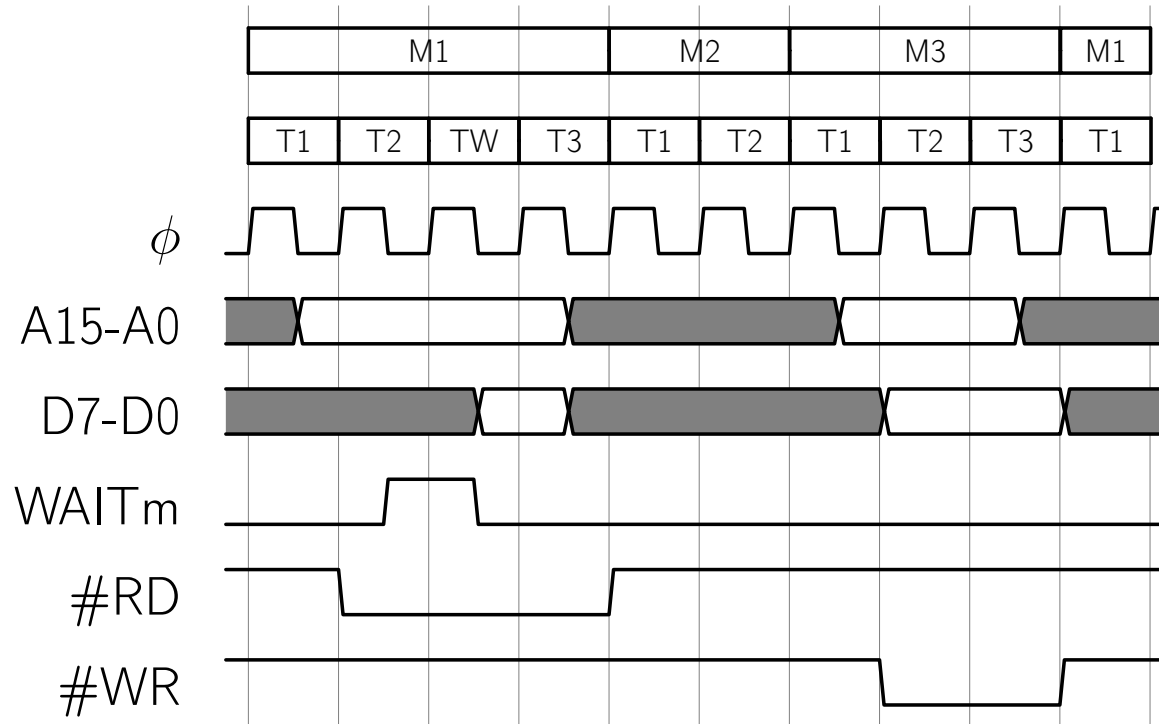 M1 M2 M3 M1
T1 T2 TW T3 T1 T2 T1 T2 T3 T1
ϕ
A15-A0
D7-D0
WAITm
#RD
#WR